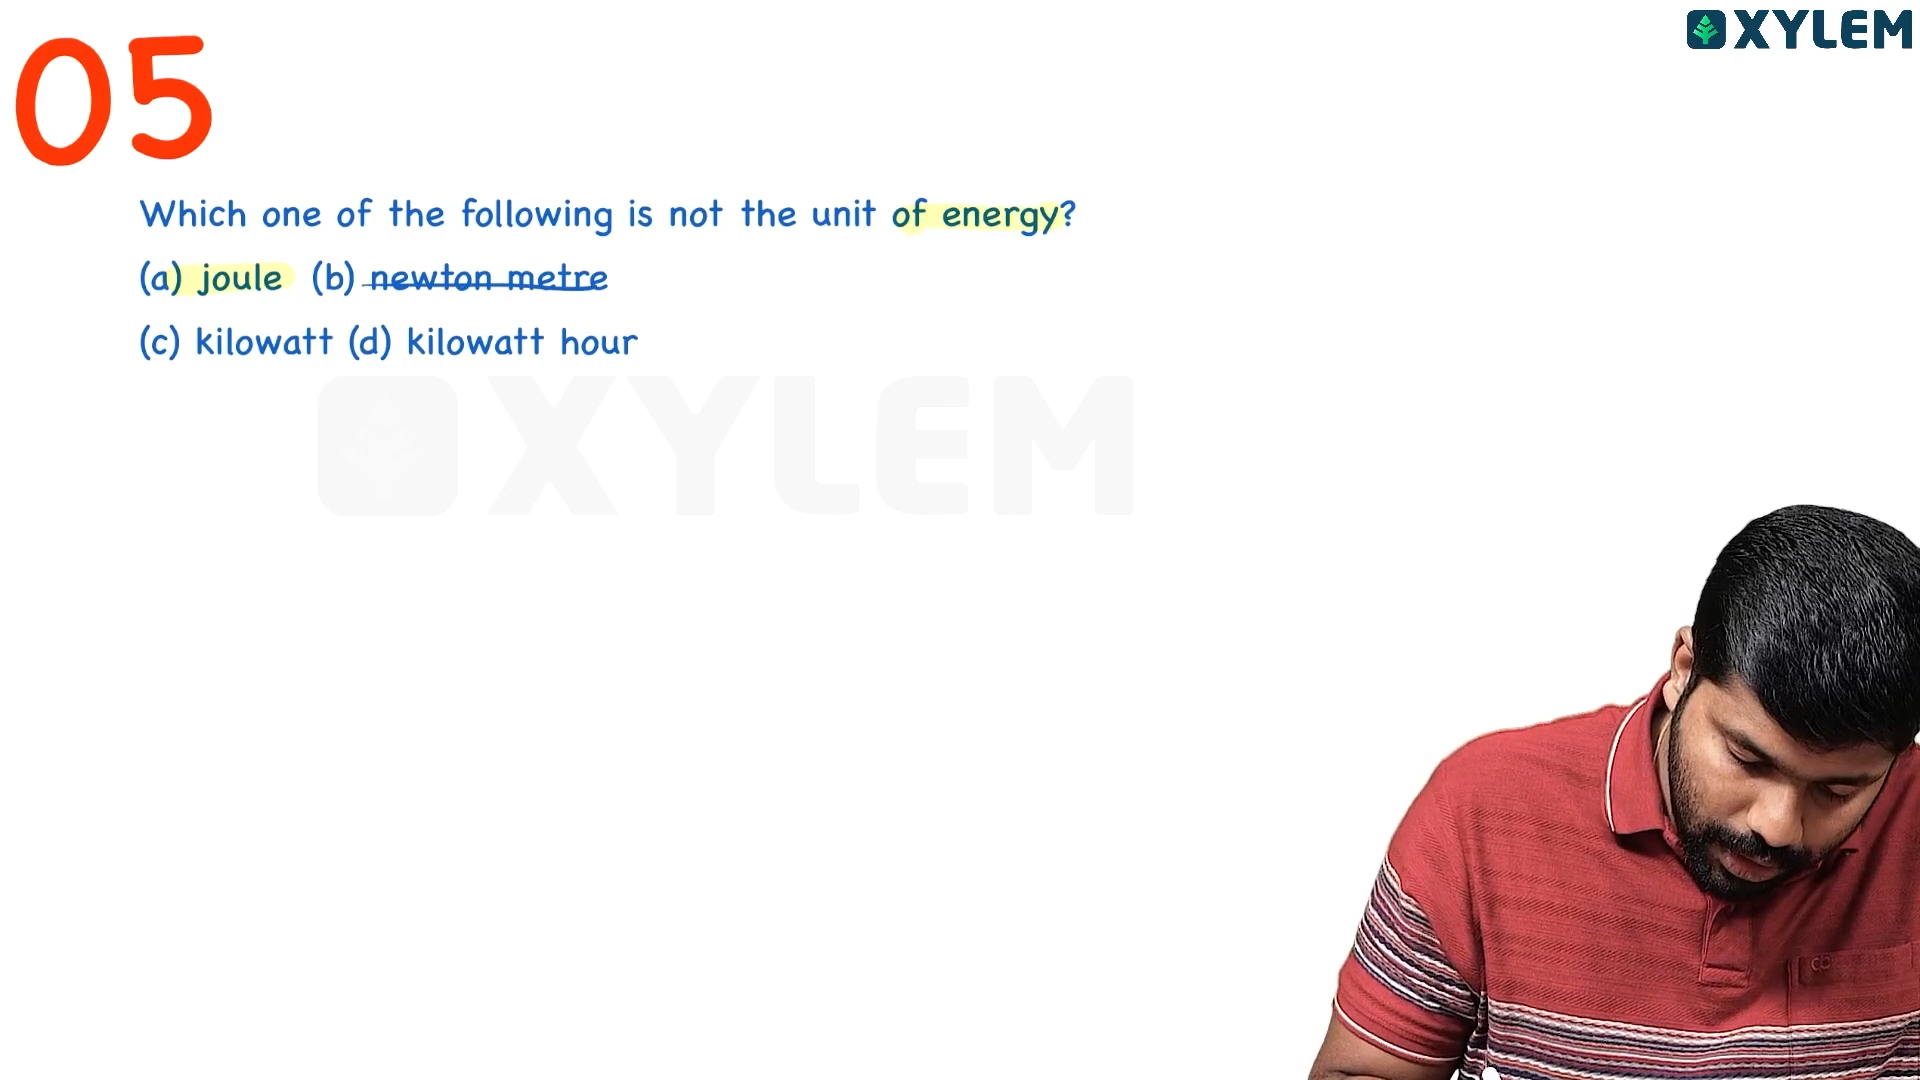 XYLEM
05
Which one of the following is not the unit of energy?
(a) joule (b) newton metre
(c) kilowatt (d) kilowatt hour
XYLEM